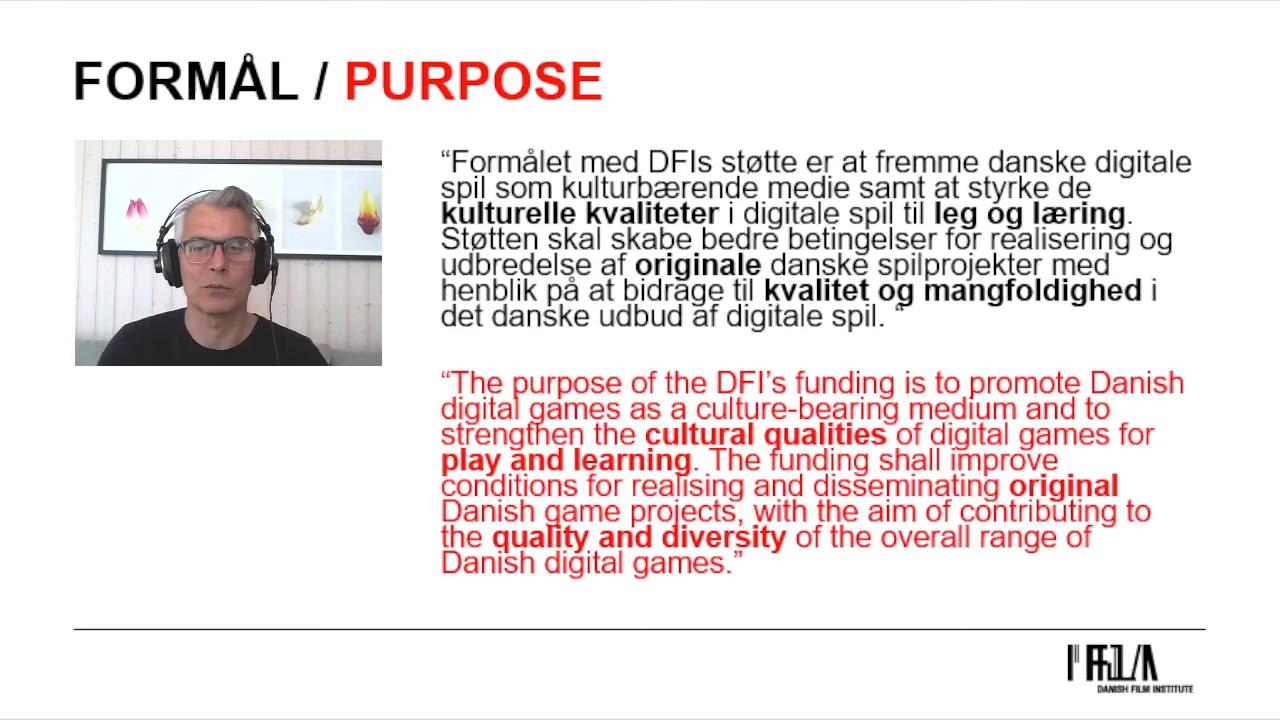 FORMÅL / PURPOSE
“Formålet med DFIs støtte er at fremme danske digitale
spil som kulturbærende medie samt at styrke de
kulturelle kvaliteter i digitale spil til leg og læring.
Støtten skal skabe bedre betingelser for realisering og
udbredelse af originale danske spilprojekter med
henblik på at bidrage til kvalitet og mangfoldighed i
det danske udbud af digitale spil. “
“The purpose of the DFI’s funding is to promote Danish
digital games as a culture-bearing medium and to
strengthen the cultural qualities of digital games for
play and learning. The funding shall improve
conditions for realising and disseminating original
Danish game projects, with the aim of contributing to
the quality and diversity of the overall range of
Danish digital games.”
DANISH FILM INSTITUTE